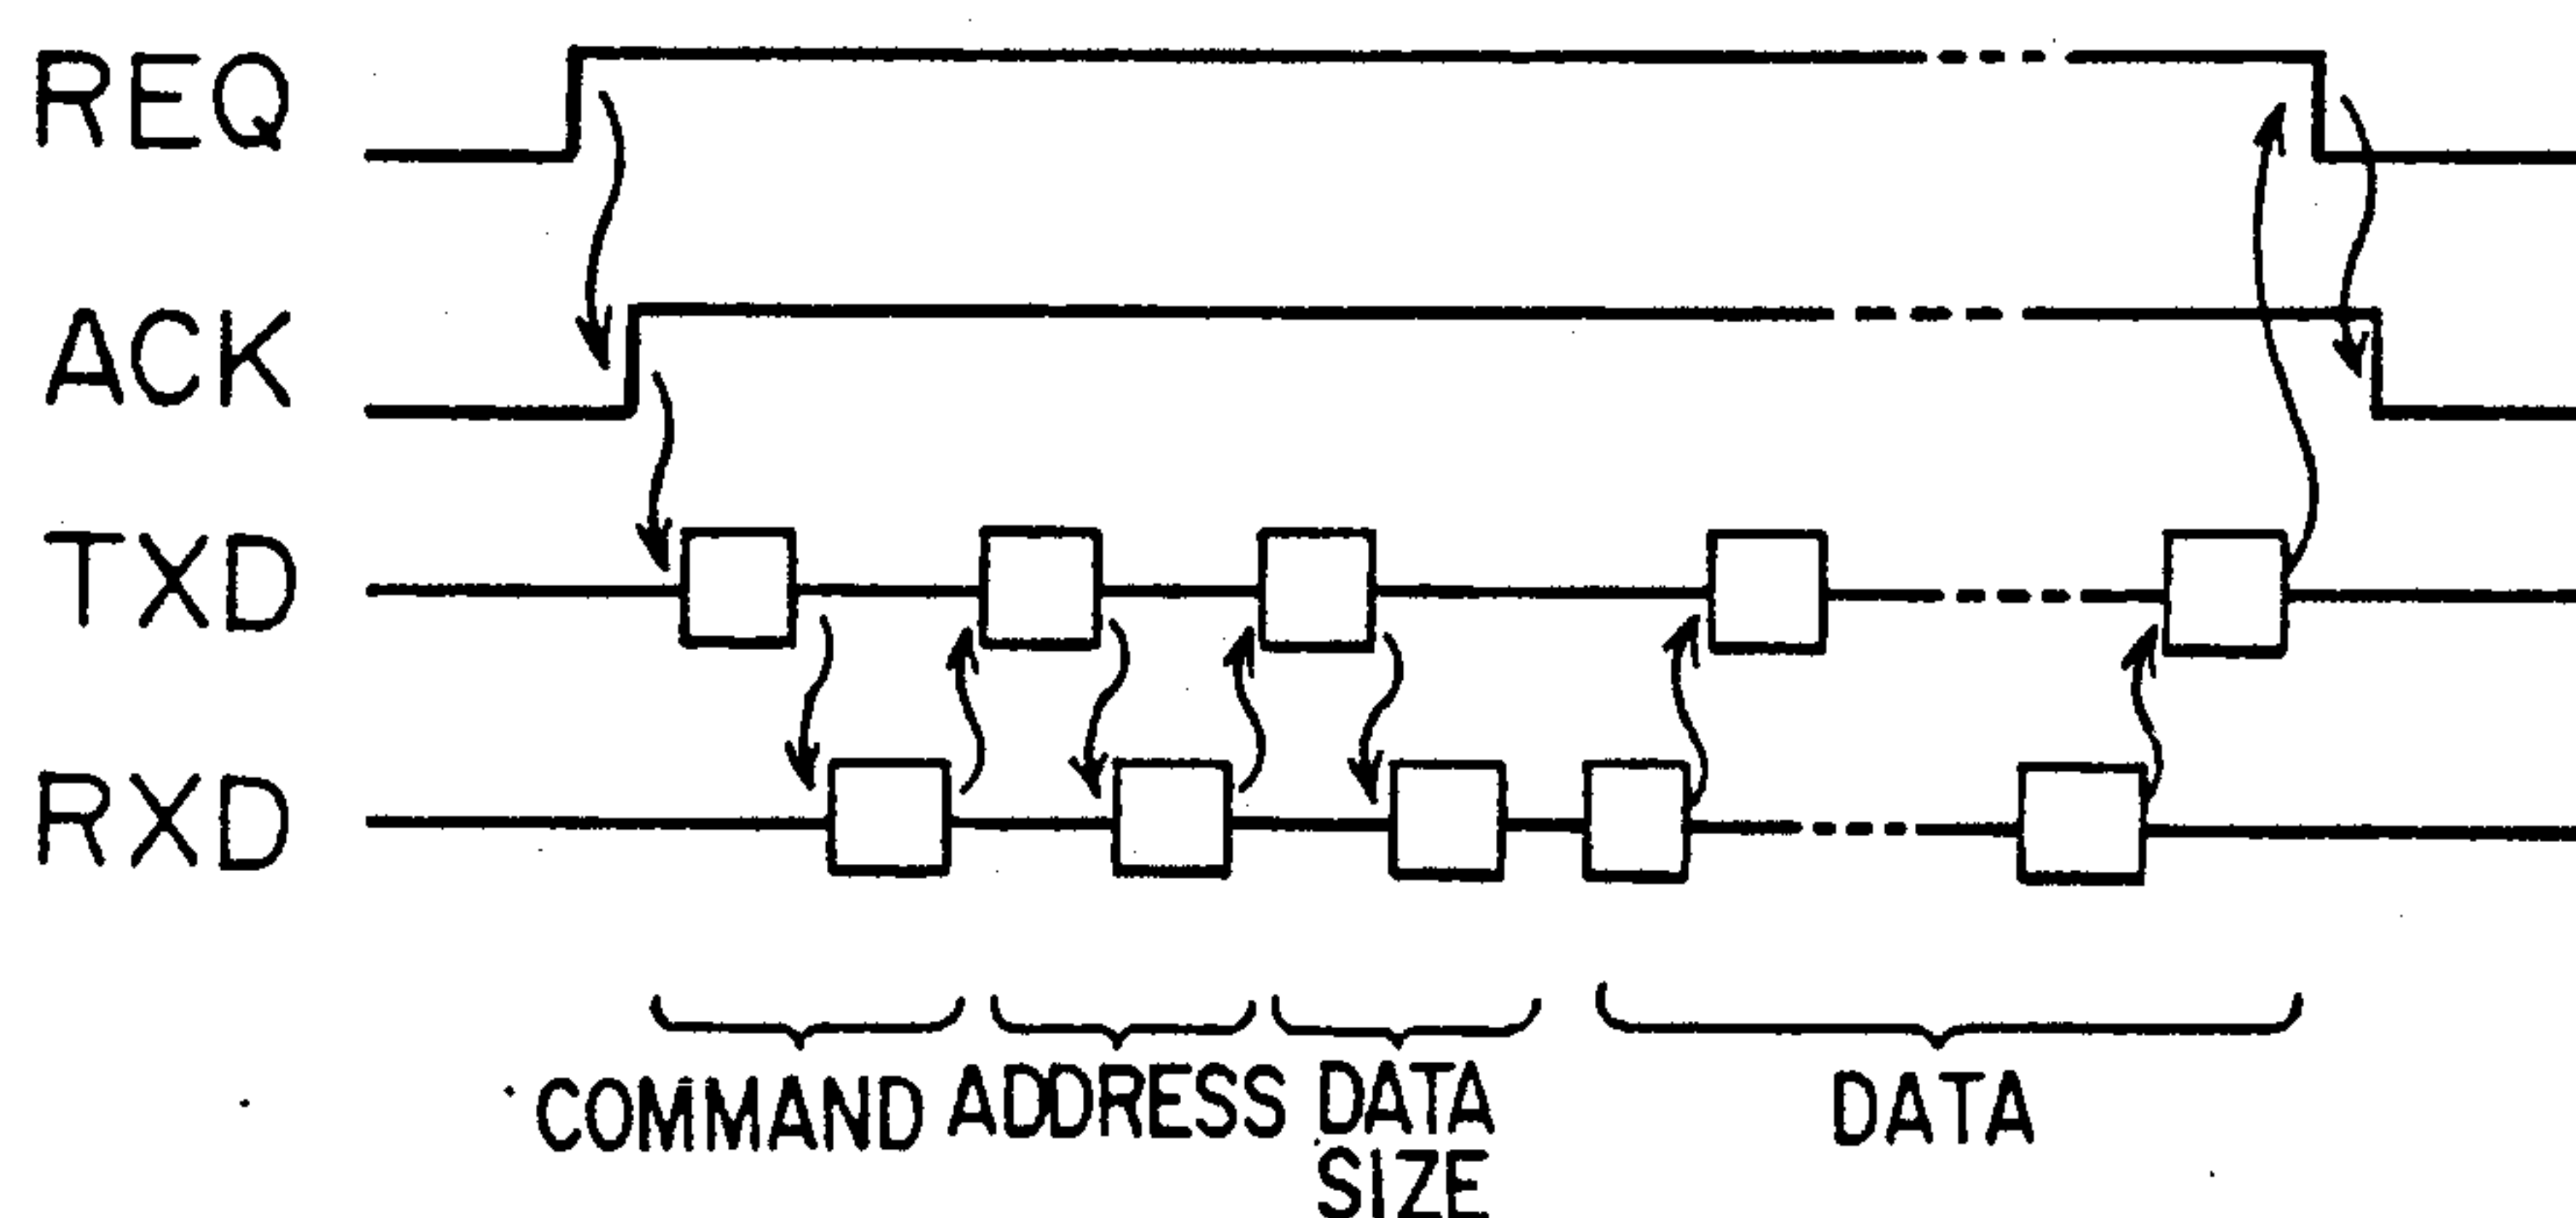 REQ
ACK
TXD
RXD
COMMAND ADDRESS DATA DATA
SIZE